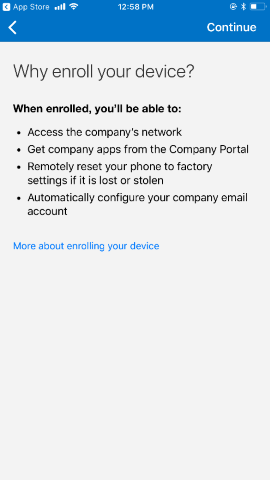 App Store 12:58 PM
Continue
Why enroll your device?
When enrolled, you'll be able to:
• Access the company's network
• Get company apps from the Company Portal
• Remotely reset your phone to factory
settings if it is lost or stolen
• Automatically configure your company email
account
More about enrolling your device